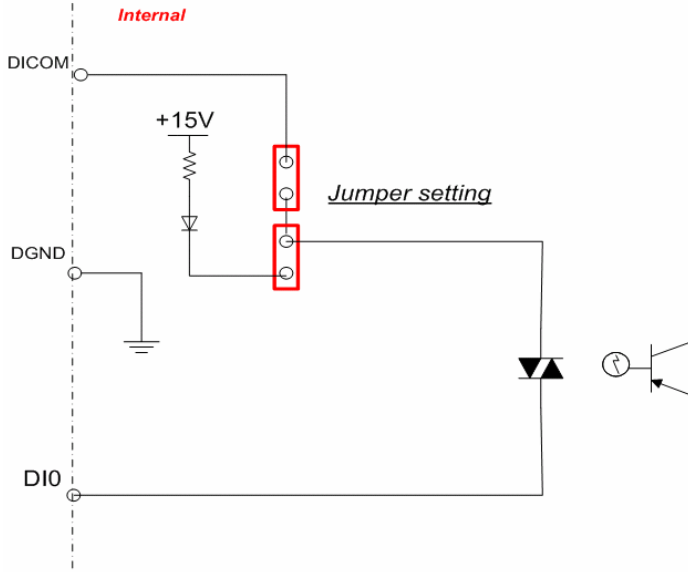 Internal
DICOM
+15V
Jumper setting
DGND
DI0